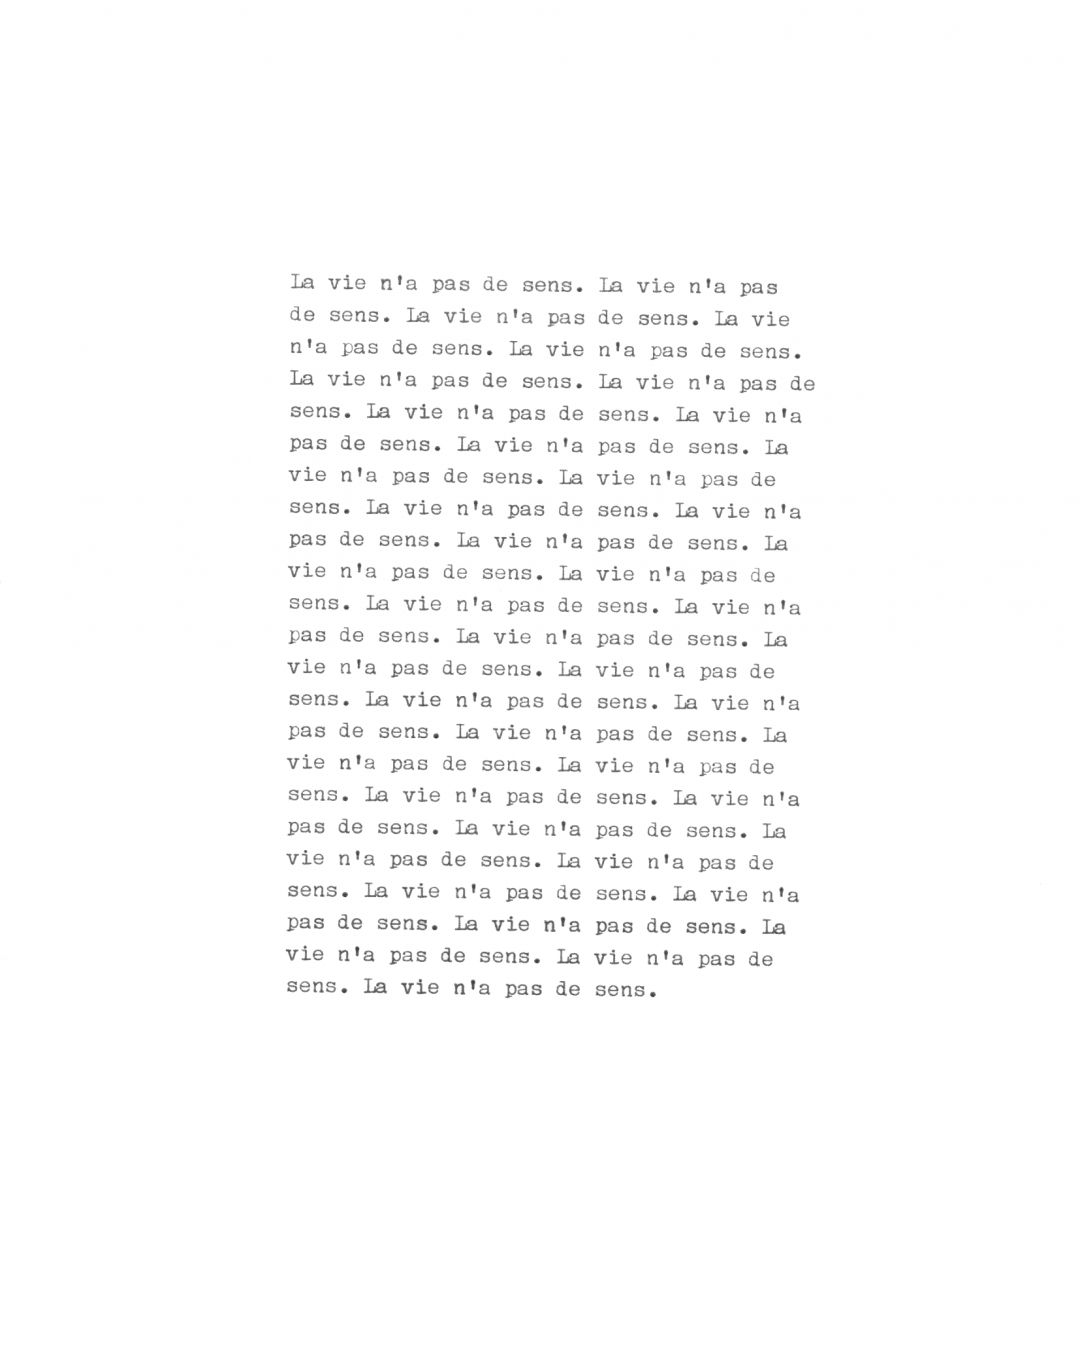 La vie n'a pas de sens. La vie n'a pas
de sens. La vie n'a pas de sens. La vie
n'a pas de sens. La vie n'a pas de sens.
La vie n'a pas de sens. La vie n'a pas de
sens. La vie n'a pas de sens. La vie n'a
pas de sens. La vie n'a pas de sens. La
vie n'a pas de sens. La vie n'a pas de
sens. La vie n'a pas de sens. La vie n'a
pas de sens. La vie n'a pas de sens. La
vie n'a pas de sens. La vie n'a pas de
sens. La vie n'a pas de sens. La vie n'a
pas de sens. La vie n'a pas de sens. La
vie n'a pas de sens. La vie n'a pas de
sens. La vie n'a pas de sens. La vie n'a
pas de sens. La vie n'a pas de sens. La
vie n'a pas de sens. La vie n'a pas de
sens. La vie n'a pas de sens. La vie n'a
pas de sens. La vie n'a pas de sens. La
vie n'a pas de sens. La vie n'a pas de
sens. La vie n'a pas de sens. La vie n'a
pas de sens. La vie n'a pas de sens. La
vie n'a pas de sens. La vie n'a pas de
sens. La vie n'a pas de sens.